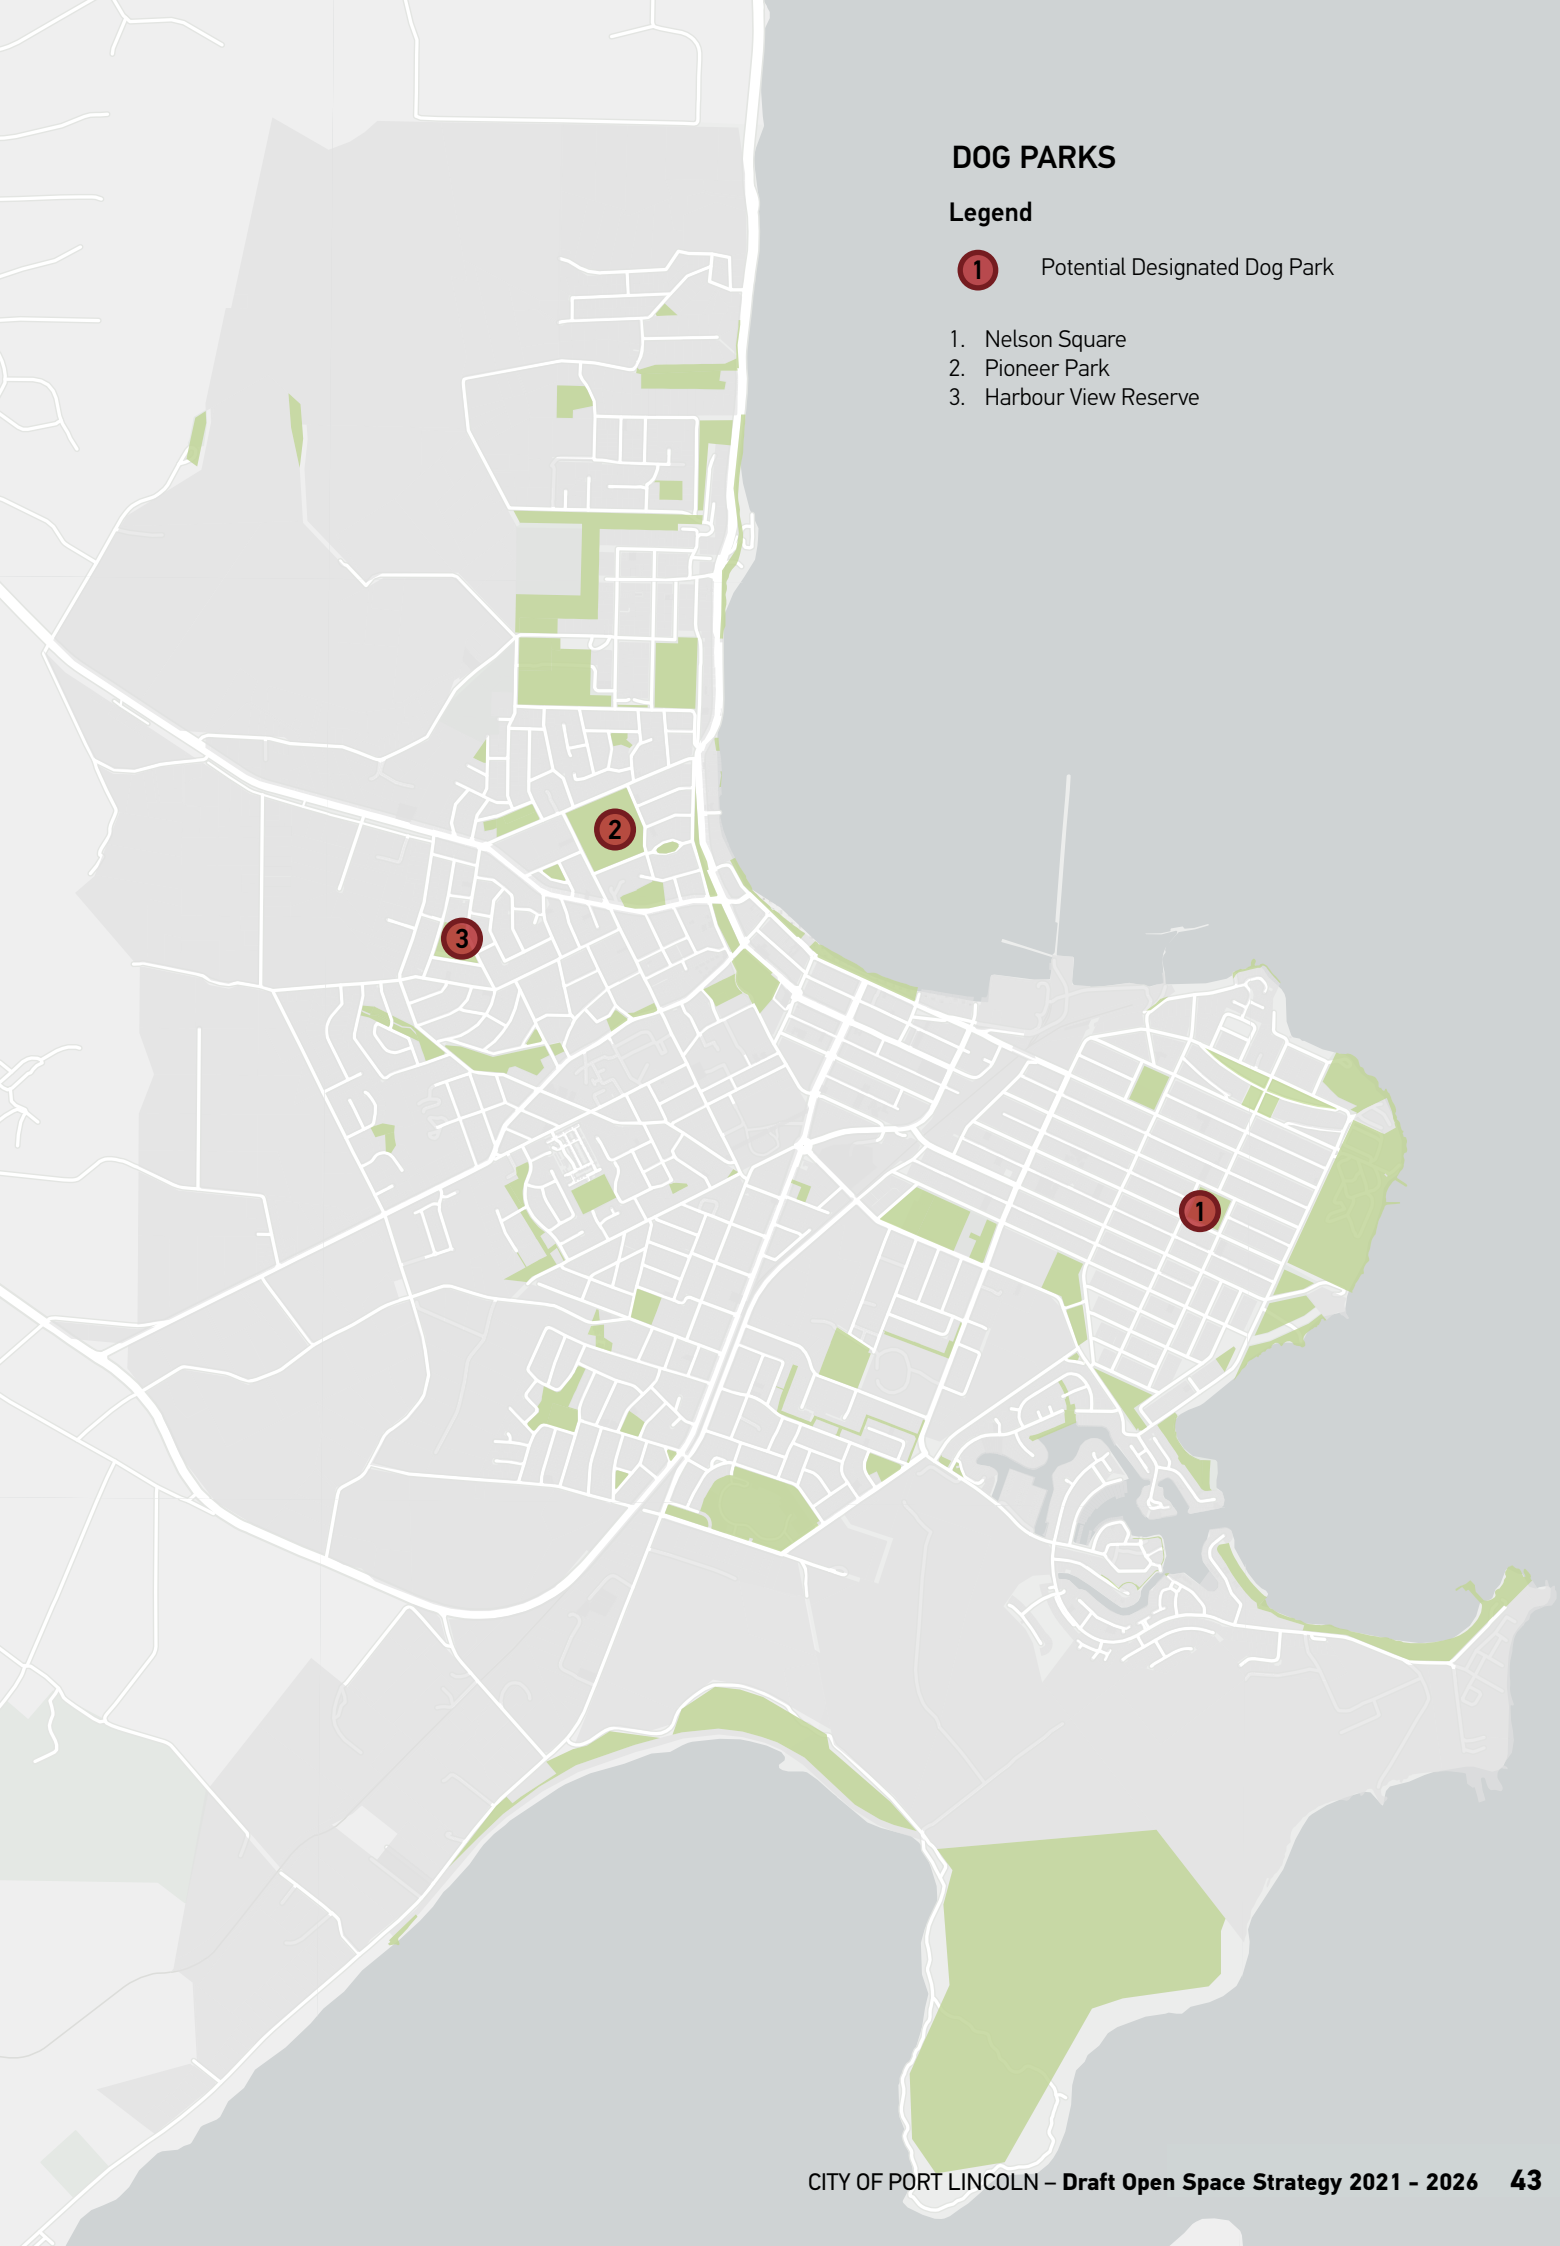 DOG PARKS
Legend
1 Potential Designated Dog Park
1. Nelson Square
2. Pioneer Park
3. Harbour View Reserve
2
3
1
CITY OF PORT LINCOLN – Draft Open Space Strategy 2021 - 2026 43